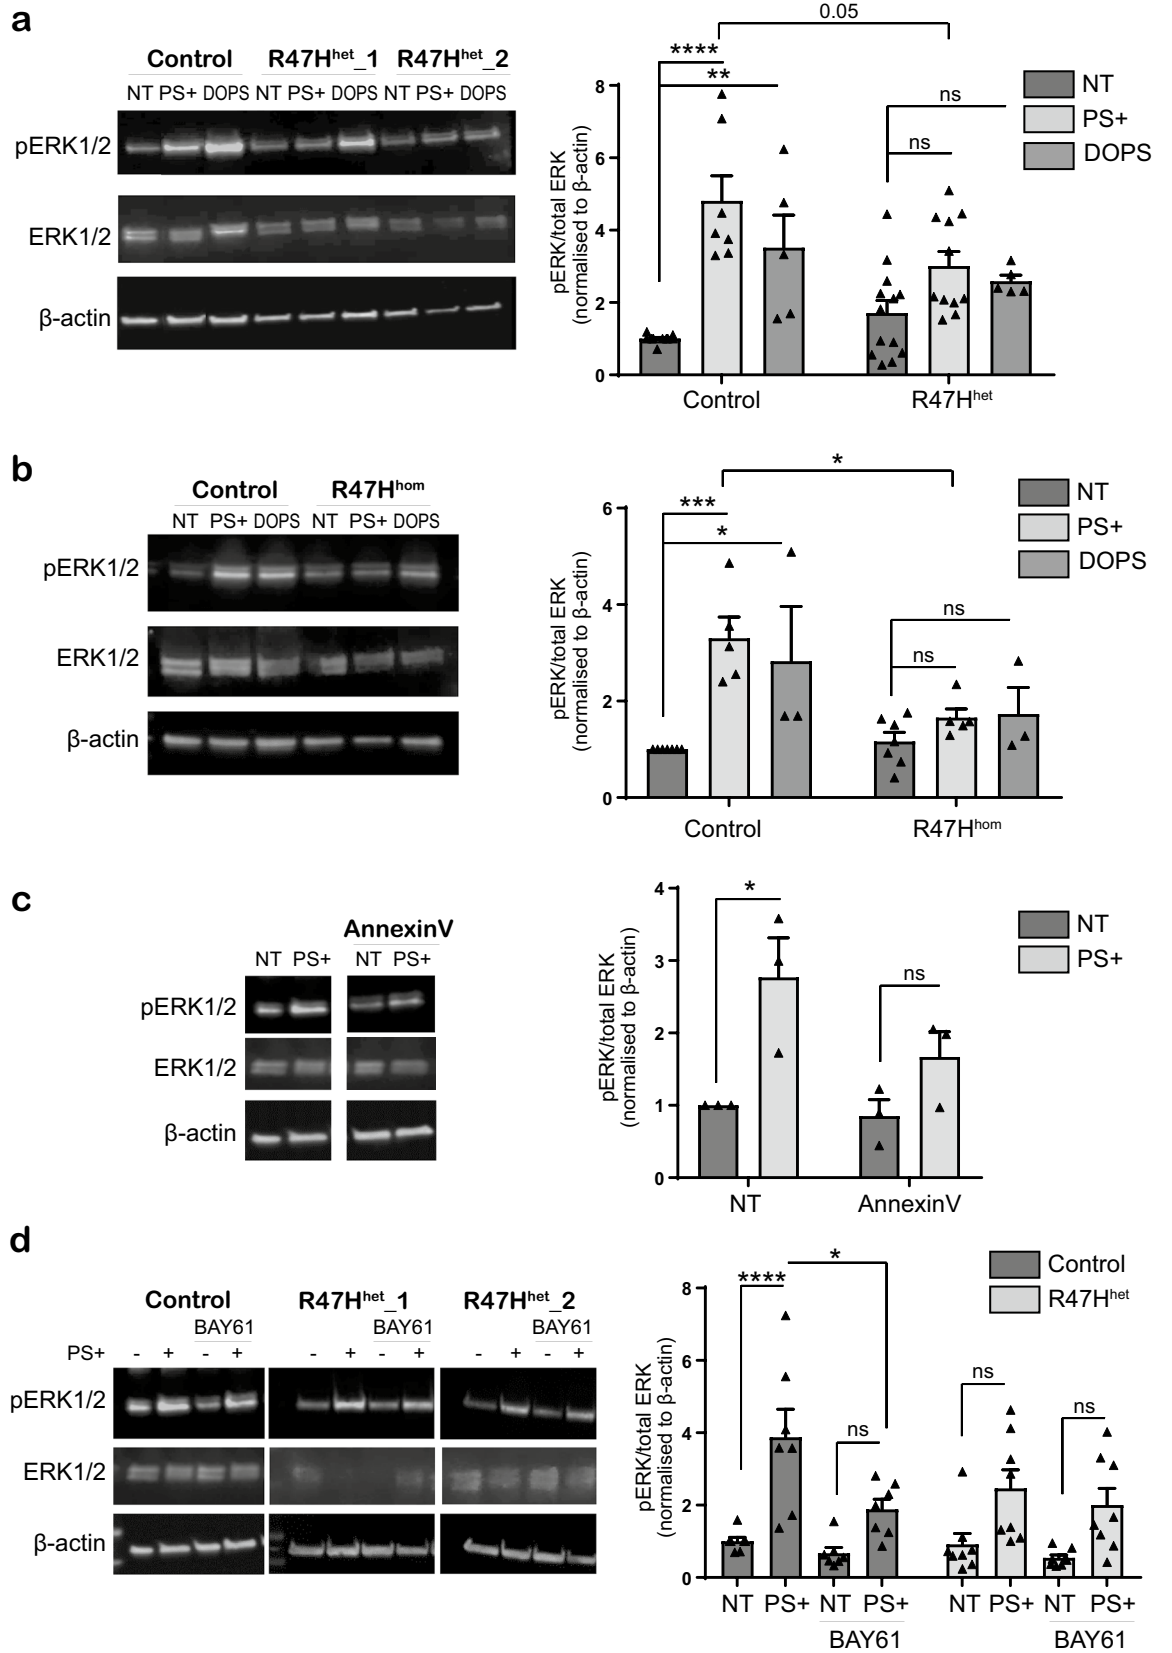 a
Control R47Hhet_1 R47Hhet_2
NT PS+ DOPS NT PS+ DOPS NT PS+ DOPS
pERK1/2
ERK1/2
β-actin
pERK/total ERK
(normalised to β-actin)
0.05
****
**
ns
ns
8
6
4
2
0
Control R47Hhet
NT
PS+
DOPS
b
Control R47Hhom
NT PS+ DOPS NT PS+ DOPS
pERK1/2
ERK1/2
β-actin
pERK/total ERK
(normalised to β-actin)
*
***
*
ns
ns
6
4
2
0
Control R47Hhom
NT
PS+
DOPS
c
AnnexinV
NT PS+ NT PS+
pERK1/2
ERK1/2
β-actin
pERK/total ERK
(normalised to β-actin)
*
ns
4
3
2
1
0
NT AnnexinV
NT
PS+
d
Control R47Hhet_1 R47Hhet_2
BAY61 BAY61 BAY61
PS+ - + - + - + - + - + - +
pERK1/2
ERK1/2
β-actin
pERK/total ERK
(normalised to β-actin)
*
****
ns
ns
ns
8
6
4
2
0
NT PS+ NT PS+ NT PS+ NT PS+
BAY61 BAY61
Control
R47Hhet